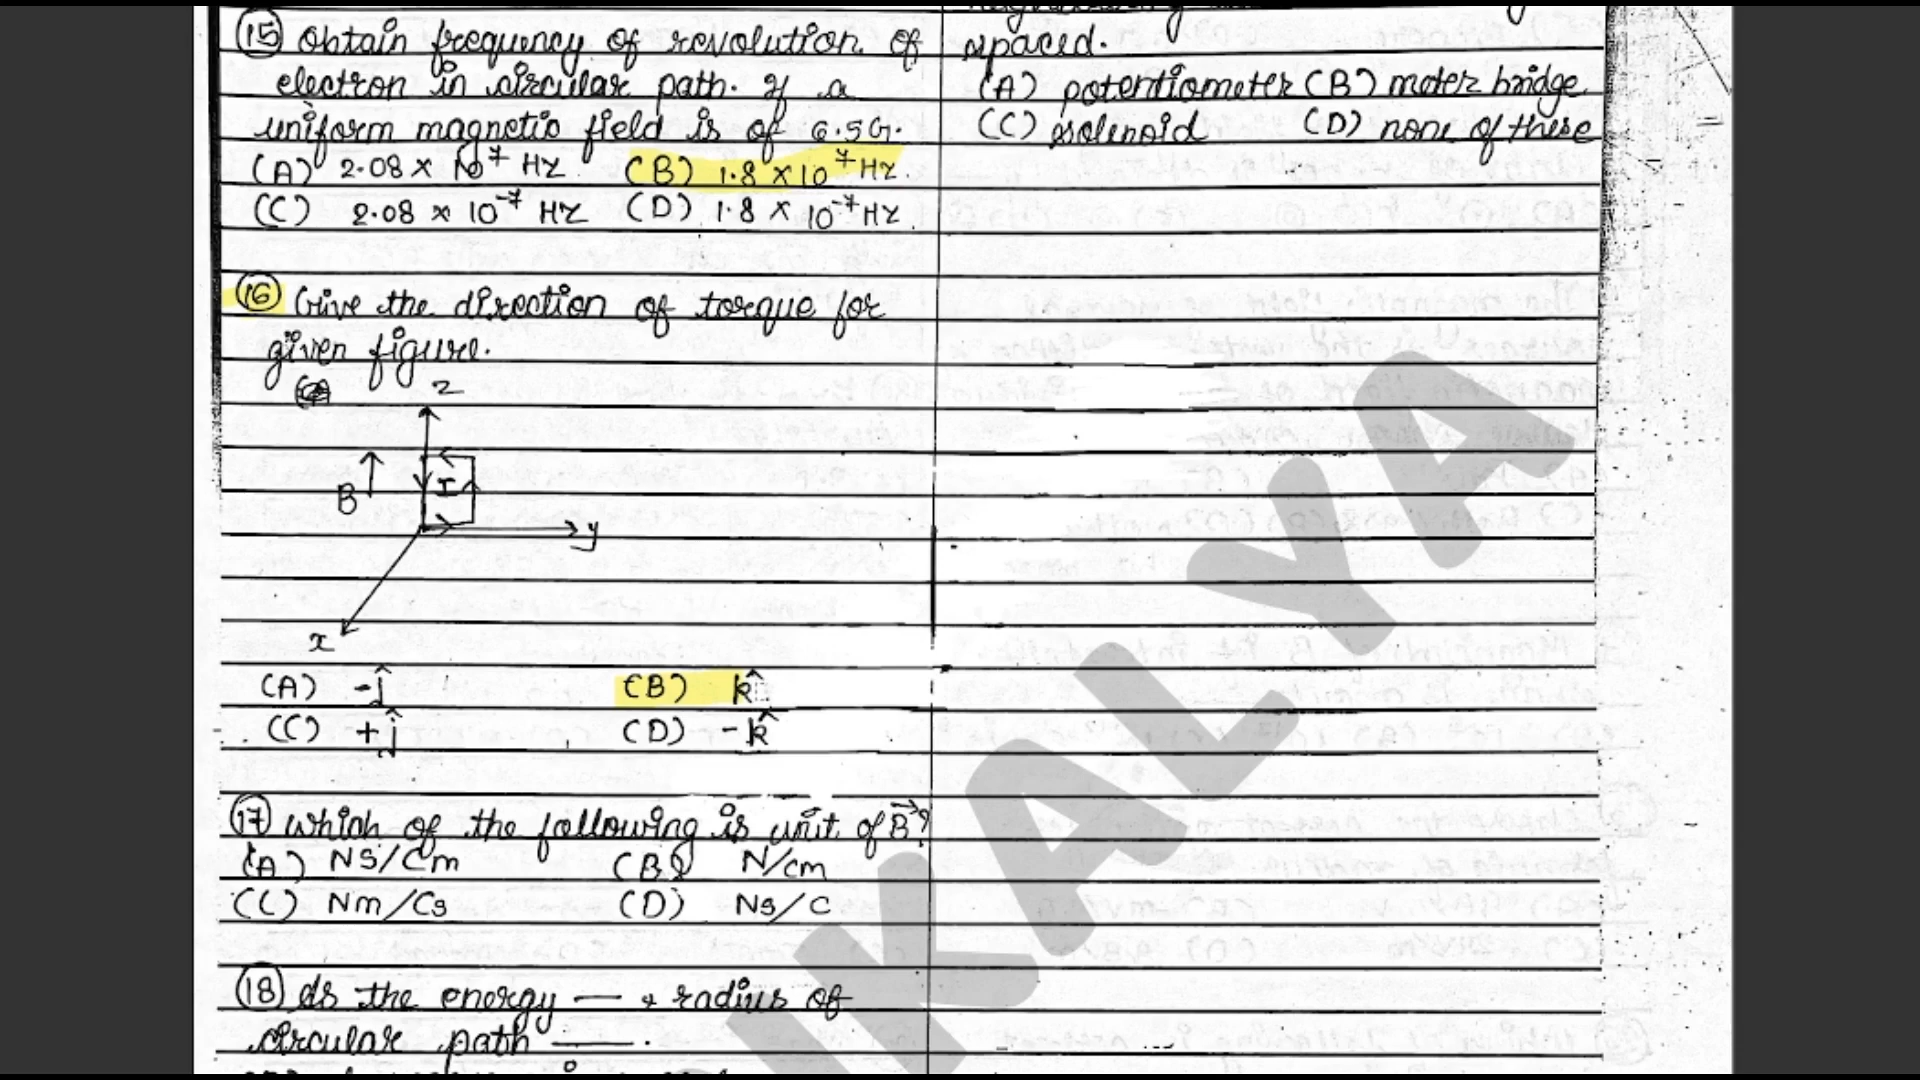 (15) Obtain frequency of revolution of
electron in circular path. If a
uniform magnetic field is of 6.5G.
(A) 2.08 × 10⁷ Hz (B) 1.8 × 10⁷ Hz.
(C) 2.08 × 10⁻⁷ Hz (D) 1.8 × 10⁻⁷ Hz
(16) Give the direction of torque for
given figure.
z
B
I
y
x
(A) -ĵ (B) k̂
(C) +ĵ (D) -k̂
(17) which of the following is unit of B⃗?
(A) NS/Cm (B) N/cm
(C) Nm/Cs (D) Ns/C
(18) As the energy — & radius of
circular path —.
spaced.
(A) potentiometer (B) meter bridge
(C) solenoid (D) none of these
IKALYA